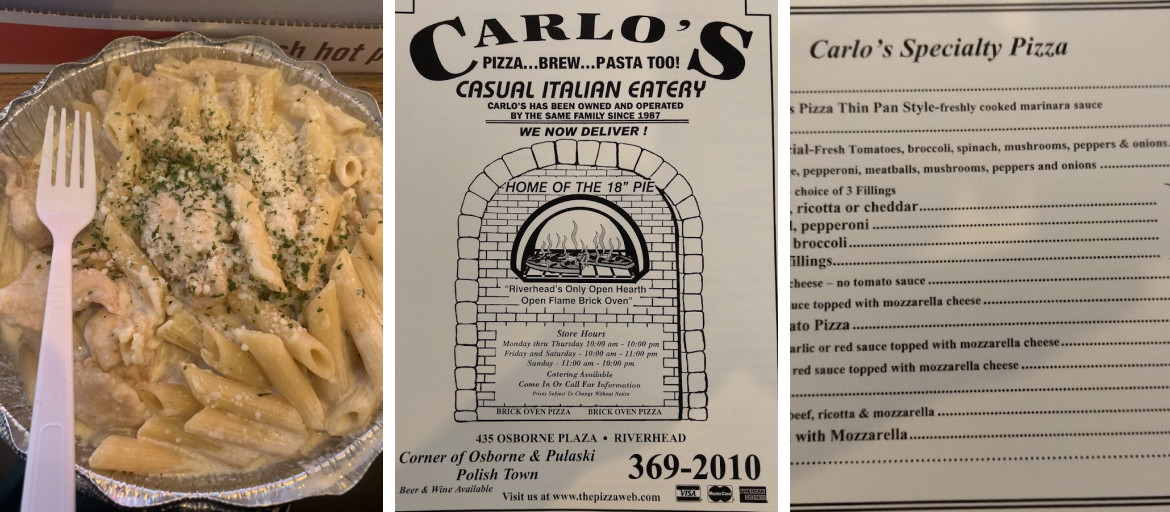 hot
CARLO'S
PIZZA...BREW...PASTA TOO!
CASUAL ITALIAN EATERY
CARLO'S HAS BEEN OWNED AND OPERATED
BY THE SAME FAMILY SINCE 1987
WE NOW DELIVER !
HOME OF THE 18" PIE
"Riverhead's Only Open Hearth
Open Flame Brick Oven"
Store Hours
Monday thru Thursday 10:00 am - 10:00 pm
Friday and Saturday - 10:00 am - 11:00 pm
Sunday - 11:00 am - 10:00 pm
Catering Available
Come In Or Call For Information
Prices Subject To Change Without Notice
BRICK OVEN PIZZA BRICK OVEN PIZZA
435 OSBORNE PLAZA • RIVERHEAD
Corner of Osborne & Pulaski
Polish Town
369-2010
Beer & Wine Available
Visit us at www.thepizzaweb.com
VISA MasterCard AMERICAN EXPRESS
Carlo's Specialty Pizza
s Pizza Thin Pan Style-freshly cooked marinara sauce
ial-Fresh Tomatoes, broccoli, spinach, mushrooms, peppers & onions.
e, pepperoni, meatballs, mushrooms, peppers and onions
choice of 3 Fillings
, ricotta or cheddar
, pepperoni
broccoli
fillings
cheese – no tomato sauce
uce topped with mozzarella cheese
ato Pizza
arlic or red sauce topped with mozzarella cheese
red sauce topped with mozzarella cheese
beef, ricotta & mozzarella
with Mozzarella